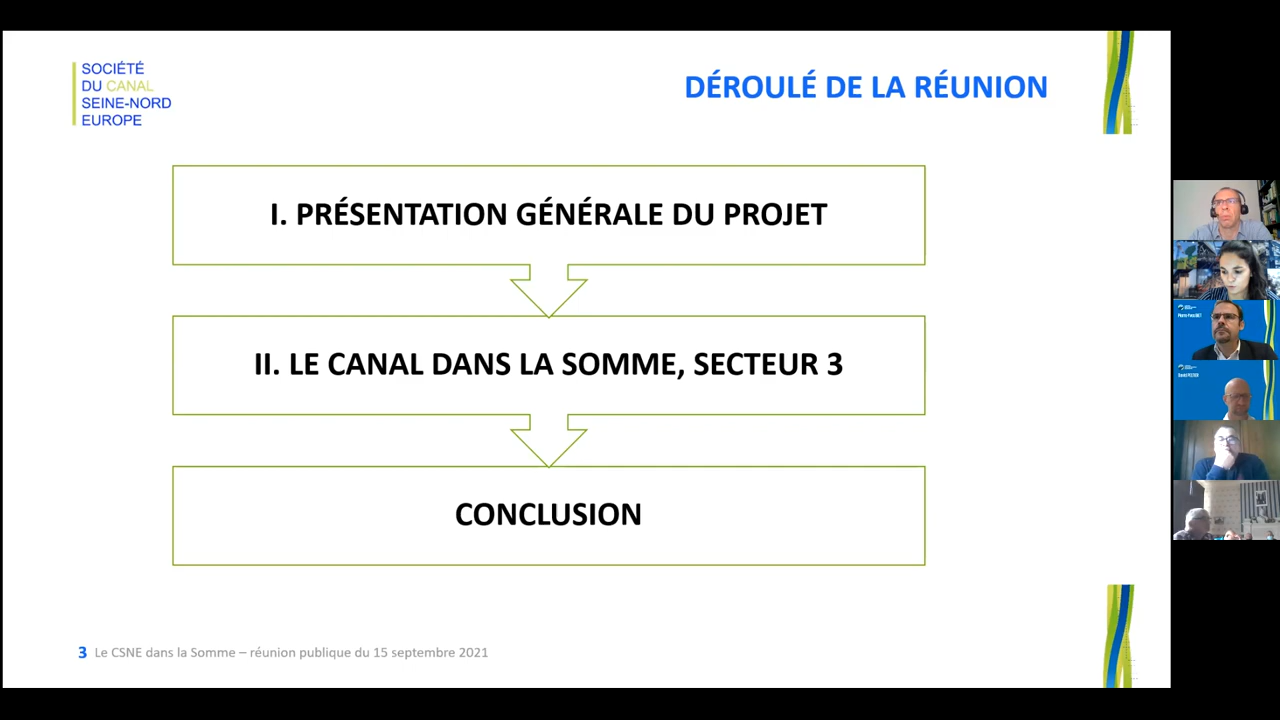 SOCIÉTÉ
DU CANAL
SEINE-NORD
EUROPE
DÉROULÉ DE LA RÉUNION
I. PRÉSENTATION GÉNÉRALE DU PROJET
II. LE CANAL DANS LA SOMME, SECTEUR 3
CONCLUSION
3 Le CSNE dans la Somme – réunion publique du 15 septembre 2021